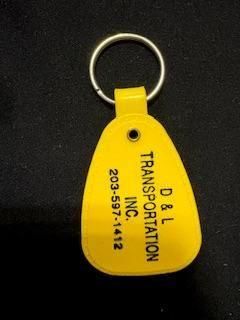 D & L
TRANSPORTATION
INC.
203-597-1412